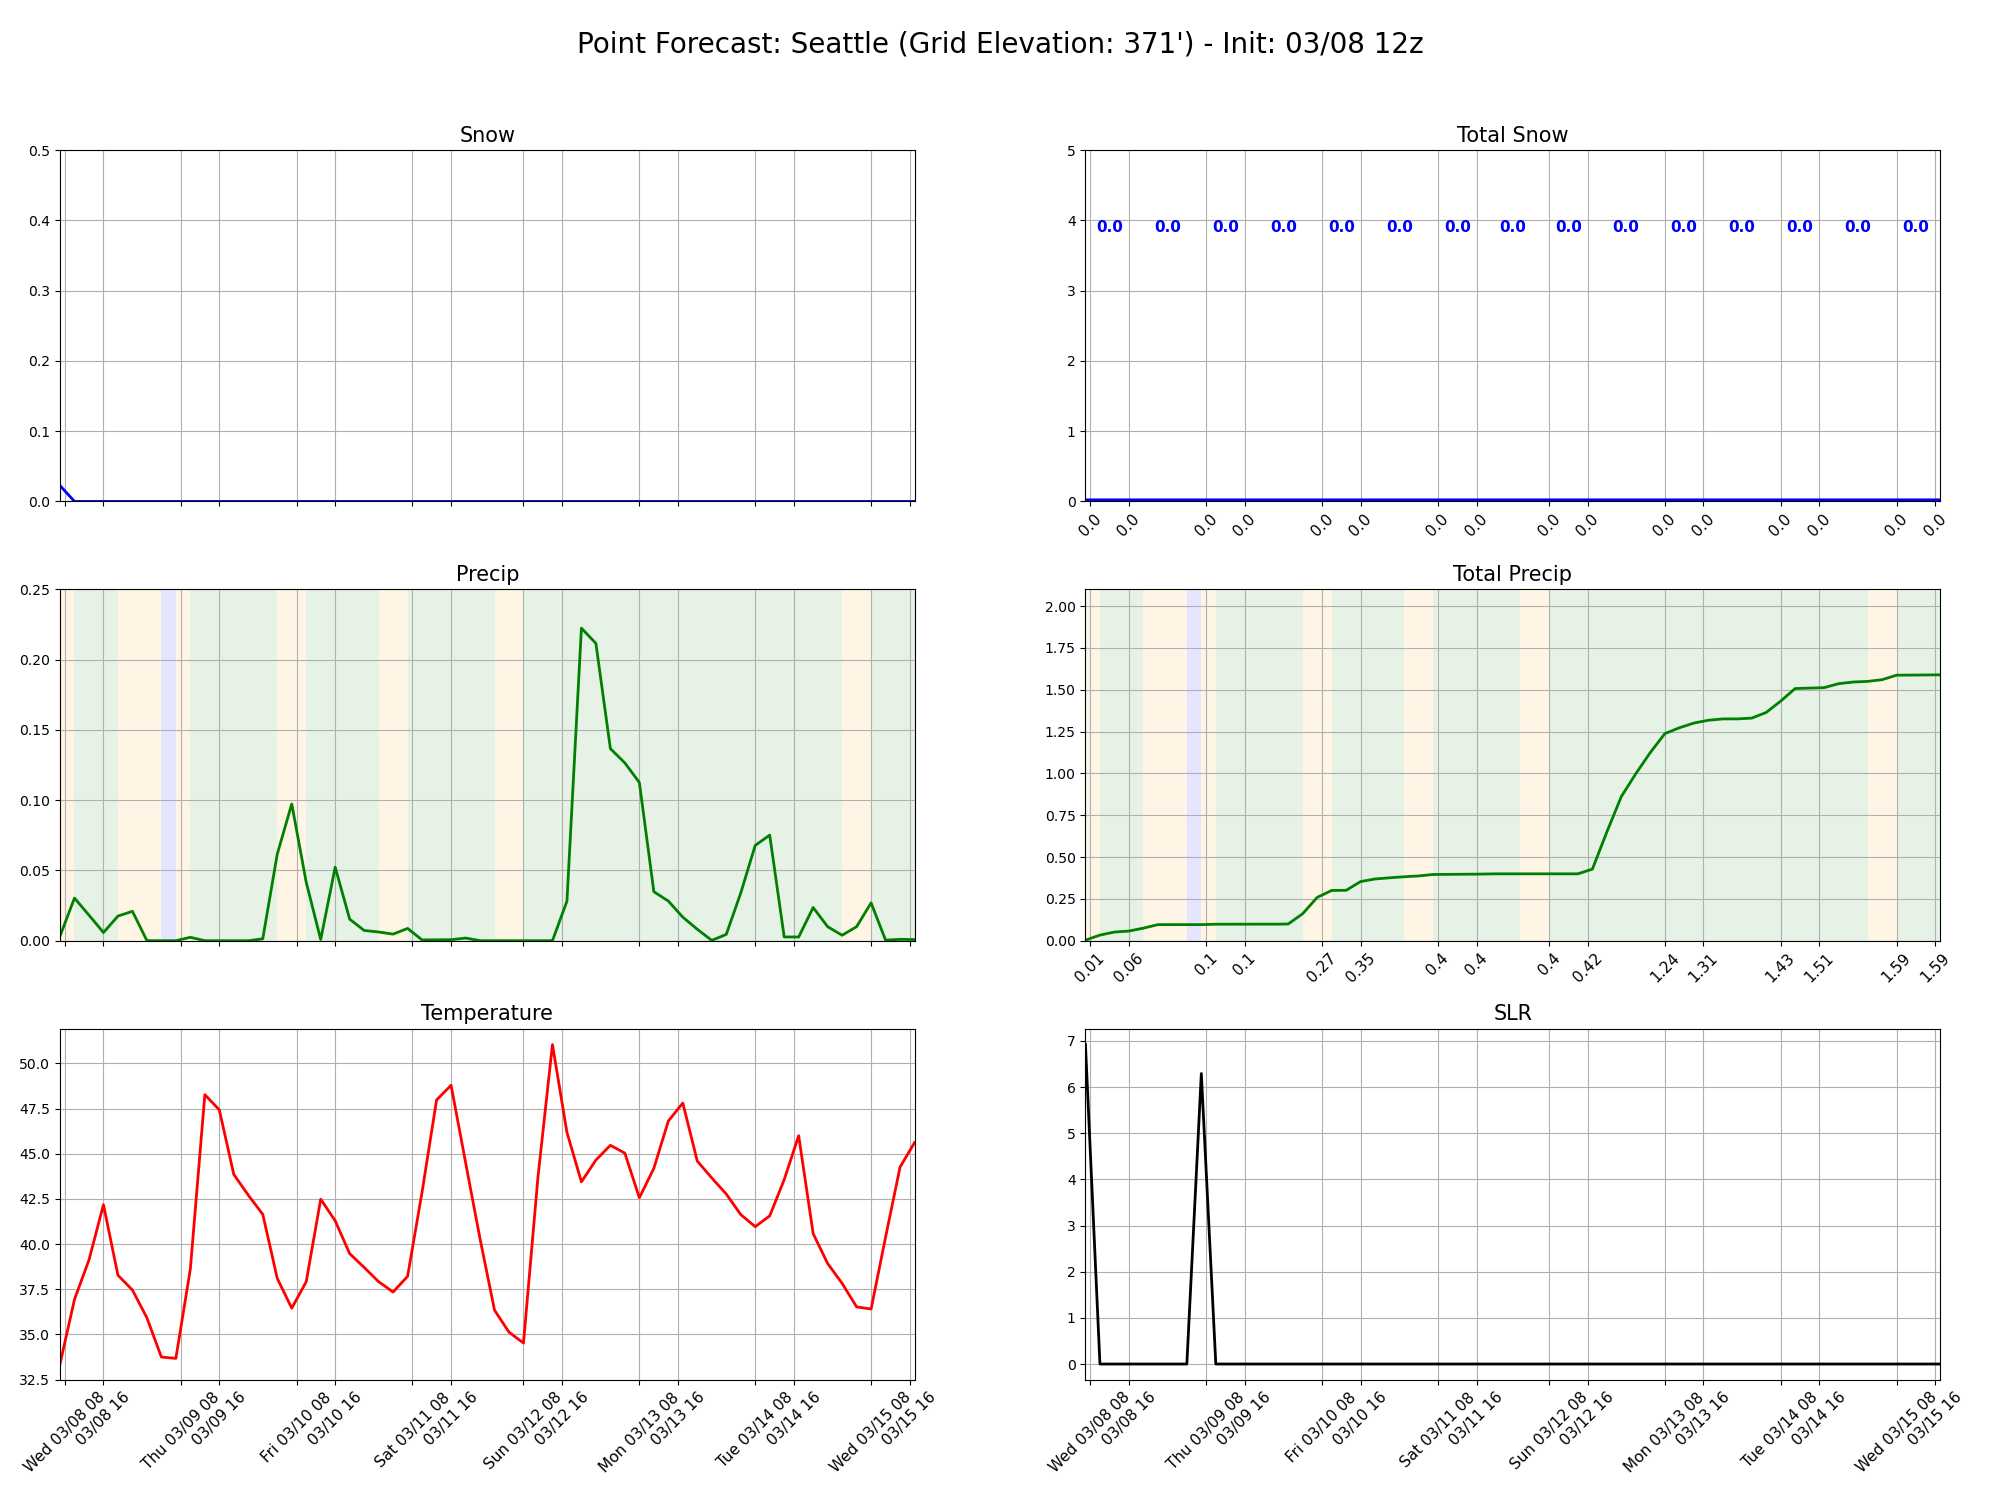 Point Forecast: Seattle (Grid Elevation: 371') - Init: 03/08 12z
Snow
0.5
0.4
0.3
0.2
0.1
0.0
Total Snow
5
4
3
2
1
0
0.0 0.0 0.0 0.0 0.0 0.0 0.0 0.0 0.0 0.0 0.0 0.0 0.0 0.0 0.0
0.0 0.0 0.0 0.0 0.0 0.0 0.0 0.0 0.0 0.0 0.0 0.0 0.0 0.0 0.0 0.0
Precip
0.25
0.20
0.15
0.10
0.05
0.00
Total Precip
2.00
1.75
1.50
1.25
1.00
0.75
0.50
0.25
0.00
0.01 0.06 0.1 0.1 0.27 0.35 0.4 0.4 0.4 0.42 1.24 1.31 1.43 1.51 1.59 1.59
Temperature
50.0
47.5
45.0
42.5
40.0
37.5
35.0
32.5
Wed 03/08 08
03/08 16
Thu 03/09 08
03/09 16
Fri 03/10 08
03/10 16
Sat 03/11 08
03/11 16
Sun 03/12 08
03/12 16
Mon 03/13 08
03/13 16
Tue 03/14 08
03/14 16
Wed 03/15 08
03/15 16
SLR
7
6
5
4
3
2
1
0
Wed 03/08 08
03/08 16
Thu 03/09 08
03/09 16
Fri 03/10 08
03/10 16
Sat 03/11 08
03/11 16
Sun 03/12 08
03/12 16
Mon 03/13 08
03/13 16
Tue 03/14 08
03/14 16
Wed 03/15 08
03/15 16